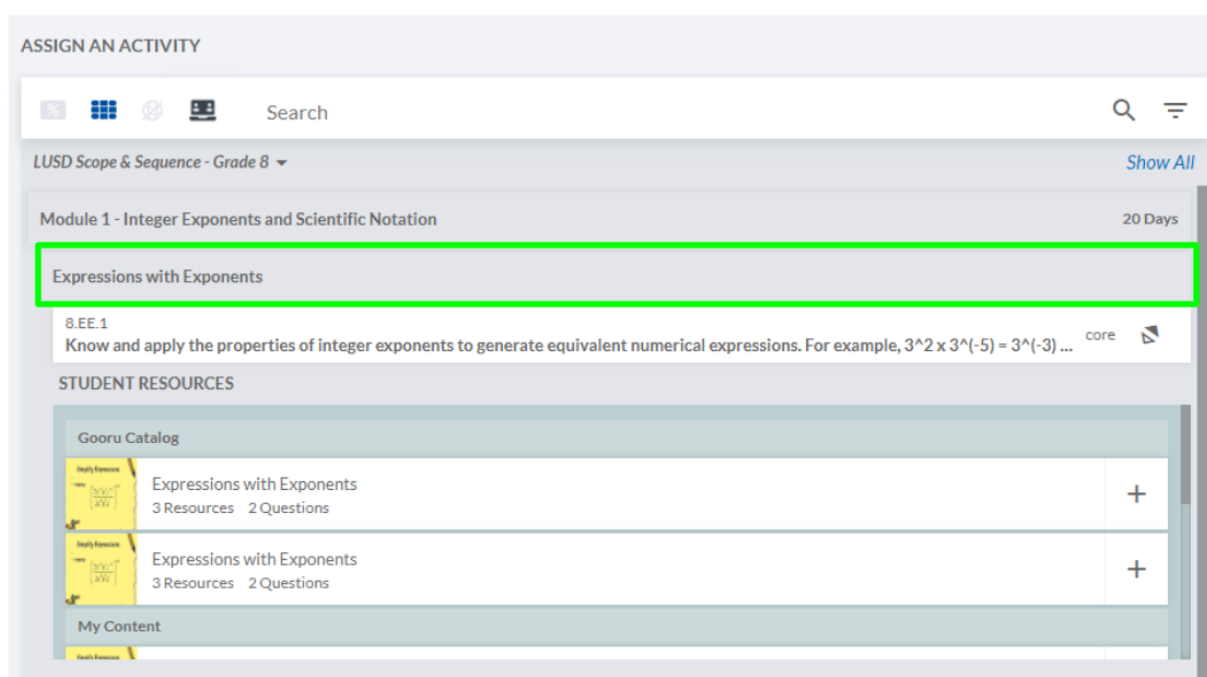 ASSIGN AN ACTIVITY
Search
LUSD Scope & Sequence - Grade 8
Show All
Module 1 - Integer Exponents and Scientific Notation
20 Days
Expressions with Exponents
8.EE.1
Know and apply the properties of integer exponents to generate equivalent numerical expressions. For example, 3^2 x 3^(-5) = 3^(-3) ...
core
STUDENT RESOURCES
Gooru Catalog
Expressions with Exponents
3 Resources 2 Questions
Expressions with Exponents
3 Resources 2 Questions
My Content